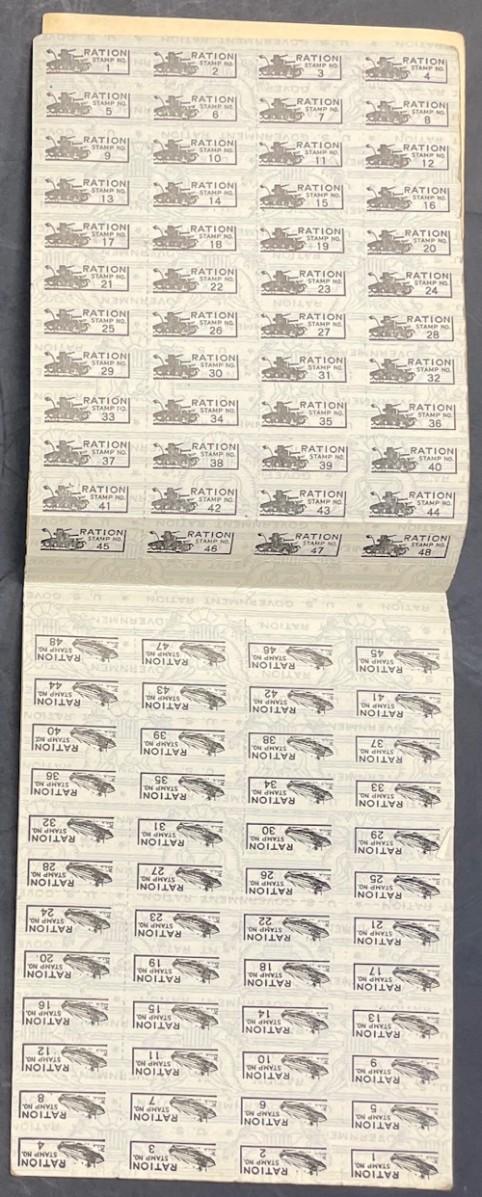 RATION RATION RATION RATION
STAMP NO. STAMP NO. STAMP NO. STAMP NO.
1 2 3 4
RATION RATION RATION RATION
STAMP NO. STAMP NO. STAMP NO. STAMP NO.
5 6 7 8
RATION RATION RATION RATION
STAMP NO. STAMP NO. STAMP NO. STAMP NO.
9 10 11 12
RATION RATION RATION RATION
STAMP NO. STAMP NO. STAMP NO. STAMP NO.
13 14 15 16
RATION RATION RATION RATION
STAMP NO. STAMP NO. STAMP NO. STAMP NO.
17 18 19 20
RATION RATION RATION RATION
STAMP NO. STAMP NO. STAMP NO. STAMP NO.
21 22 23 24
RATION RATION RATION RATION
STAMP NO. STAMP NO. STAMP NO. STAMP NO.
25 26 27 28
RATION RATION RATION RATION
STAMP NO. STAMP NO. STAMP NO. STAMP NO.
29 30 31 32
RATION RATION RATION RATION
STAMP NO. STAMP NO. STAMP NO. STAMP NO.
33 34 35 36
RATION RATION RATION RATION
STAMP NO. STAMP NO. STAMP NO. STAMP NO.
37 38 39 40
RATION RATION RATION RATION
STAMP NO. STAMP NO. STAMP NO. STAMP NO.
41 42 43 44
RATION RATION RATION RATION
STAMP NO. STAMP NO. STAMP NO. STAMP NO.
45 46 47 48
RATION RATION RATION RATION
STAMP NO. STAMP NO. STAMP NO. STAMP NO.
1 2 3 4
RATION RATION RATION RATION
STAMP NO. STAMP NO. STAMP NO. STAMP NO.
5 6 7 8
RATION RATION RATION RATION
STAMP NO. STAMP NO. STAMP NO. STAMP NO.
9 10 11 12
RATION RATION RATION RATION
STAMP NO. STAMP NO. STAMP NO. STAMP NO.
13 14 15 16
RATION RATION RATION RATION
STAMP NO. STAMP NO. STAMP NO. STAMP NO.
17 18 19 20
RATION RATION RATION RATION
STAMP NO. STAMP NO. STAMP NO. STAMP NO.
21 22 23 24
RATION RATION RATION RATION
STAMP NO. STAMP NO. STAMP NO. STAMP NO.
25 26 27 28
RATION RATION RATION RATION
STAMP NO. STAMP NO. STAMP NO. STAMP NO.
29 30 31 32
RATION RATION RATION RATION
STAMP NO. STAMP NO. STAMP NO. STAMP NO.
33 34 35 36
RATION RATION RATION RATION
STAMP NO. STAMP NO. STAMP NO. STAMP NO.
37 38 39 40
RATION RATION RATION RATION
STAMP NO. STAMP NO. STAMP NO. STAMP NO.
41 42 43 44
RATION RATION RATION RATION
STAMP NO. STAMP NO. STAMP NO. STAMP NO.
45 46 47 48